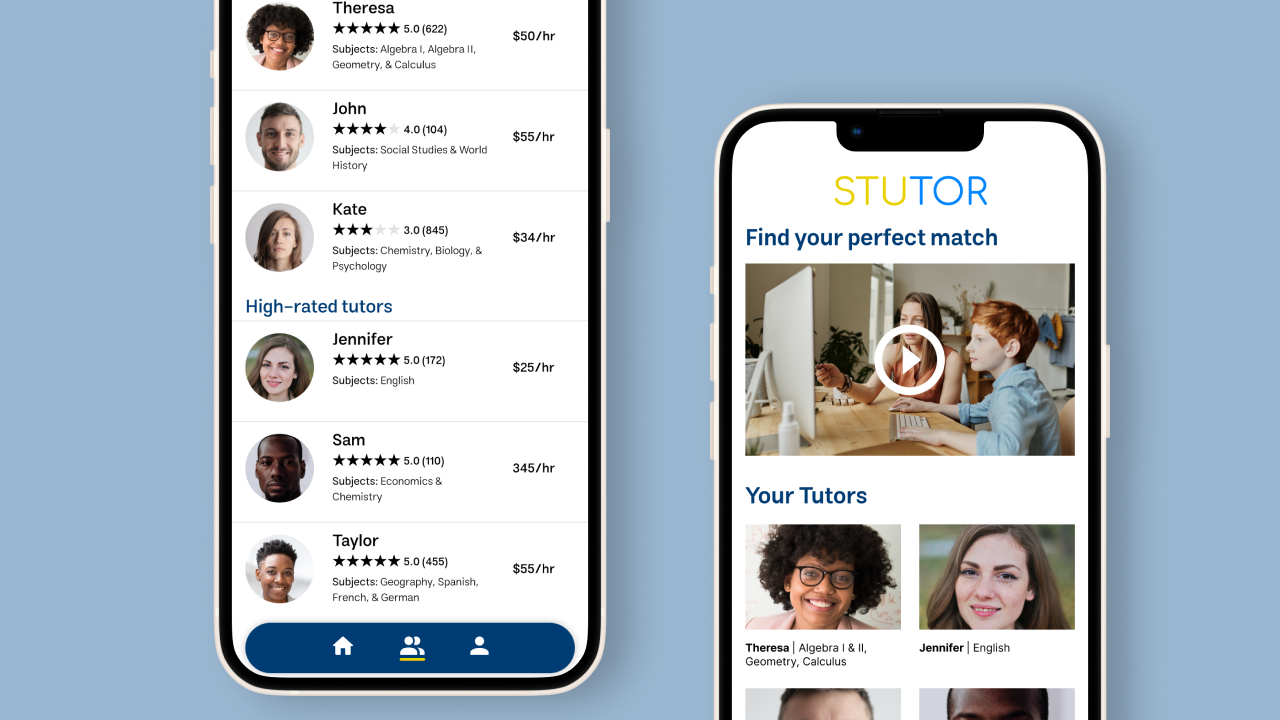 Theresa
5.0 (622)
Subjects: Algebra I, Algebra II,
Geometry, & Calculus
$50/hr
John
4.0 (104)
Subjects: Social Studies & World
History
$55/hr
Kate
3.0 (845)
Subjects: Chemistry, Biology, &
Psychology
$34/hr
High-rated tutors
Jennifer
5.0 (172)
Subjects: English
$25/hr
Sam
5.0 (110)
Subjects: Economics &
Chemistry
345/hr
Taylor
5.0 (455)
Subjects: Geography, Spanish,
French, & German
$55/hr
STUTOR
Find your perfect match
Your Tutors
Theresa | Algebra I & II,
Geometry, Calculus
Jennifer | English